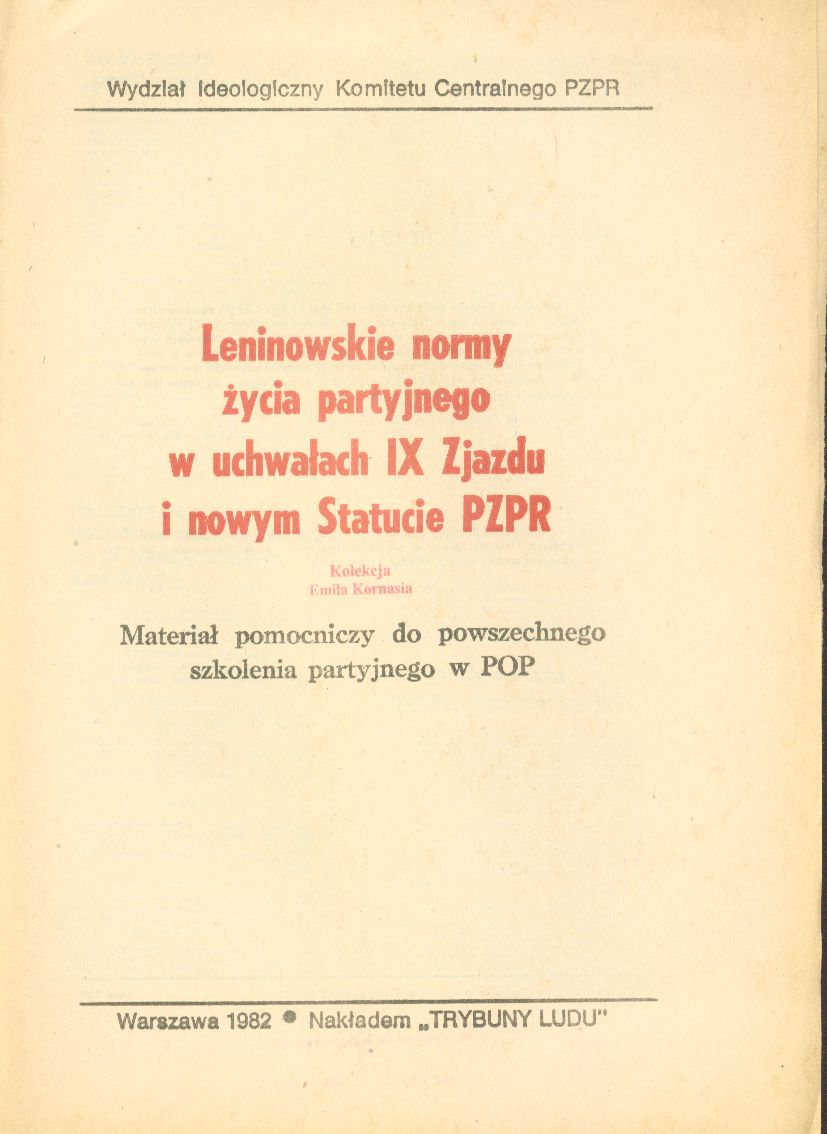 Wydział Ideologiczny Komitetu Centralnego PZPR
Leninowskie normy
życia partyjnego
w uchwałach IX Zjazdu
i nowym Statucie PZPR
Kolekcja
Emila Kornasia
Materiał pomocniczy do powszechnego
szkolenia partyjnego w POP
Warszawa 1982 ● Nakładem „TRYBUNY LUDU”